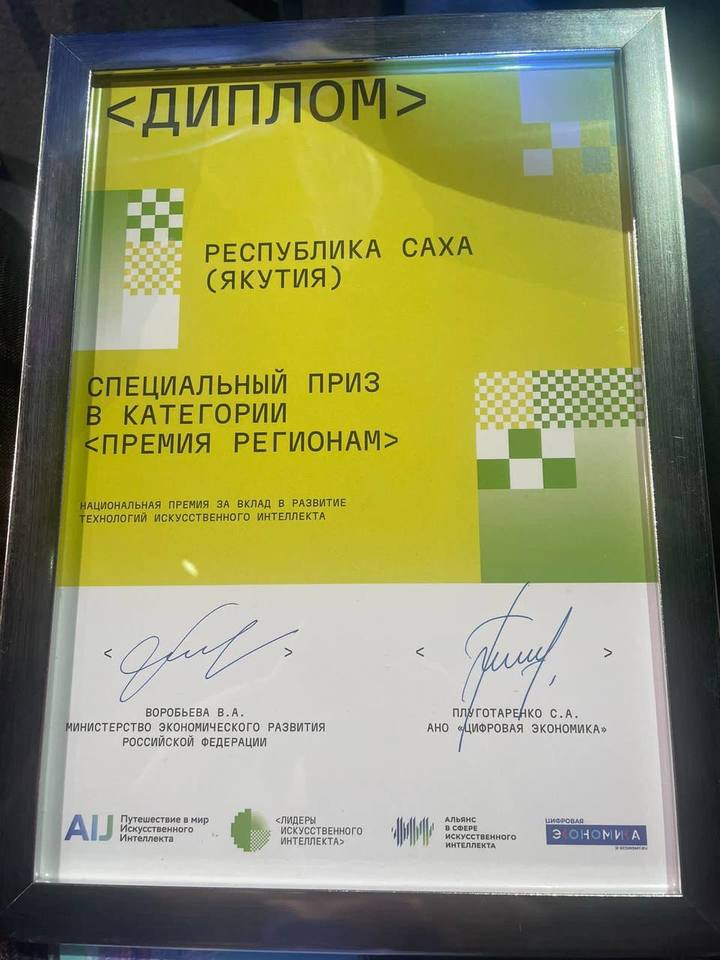 <ДИПЛОМ>
РЕСПУБЛИКА САХА
(ЯКУТИЯ)
СПЕЦИАЛЬНЫЙ ПРИЗ
В КАТЕГОРИИ
<ПРЕМИЯ РЕГИОНАМ>
НАЦИОНАЛЬНАЯ ПРЕМИЯ ЗА ВКЛАД В РАЗВИТИЕ
ТЕХНОЛОГИЙ ИСКУССТВЕННОГО ИНТЕЛЛЕКТА
< >
ВОРОБЬЕВА В.А.
МИНИСТЕРСТВО ЭКОНОМИЧЕСКОГО РАЗВИТИЯ
РОССИЙСКОЙ ФЕДЕРАЦИИ
< >
ПЛУГОТАРЕНКО С.А.
АНО «ЦИФРОВАЯ ЭКОНОМИКА»
AIJ
Путешествие в мир
Искусственного
Интеллекта
<ЛИДЕРЫ
ИСКУССТВЕННОГО
ИНТЕЛЛЕКТА>
АЛЬЯНС
В СФЕРЕ
ИСКУССТВЕННОГО
ИНТЕЛЛЕКТА
ЦИФРОВАЯ
ЭКОНОМИКА